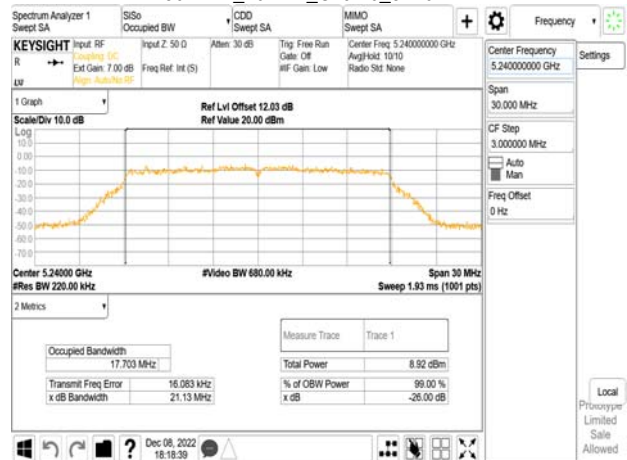 Spectrum Analyzer 1
Swept SA
SISo
Occupied BW
CDD
Swept SA
MIMO
Swept SA
Frequency
KEYSIGHT
R
Input: RF
Coupling: DC
Ext Gain: 7.00 dB
Align: Auto/No RF
Input Z: 50 Ω
Freq Ref: Int (S)
Atten: 30 dB
Trig: Free Run
Gate: Off
#IF Gain: Low
Center Freq: 5.240000000 GHz
Avg|Hold: 10/10
Radio Std: None
Center Frequency
5.240000000 GHz
Settings
Span
30.000 MHz
CF Step
3.000000 MHz
Auto
Man
Freq Offset
0 Hz
1 Graph
Scale/Div 10.0 dB
Ref Lvl Offset 12.03 dB
Ref Value 20.00 dBm
Log
10.0
0.00
-10.0
-20.0
-30.0
-40.0
-50.0
-60.0
-70.0
Center 5.24000 GHz
#Video BW 680.00 kHz
Span 30 MHz
#Res BW 220.00 kHz
Sweep 1.93 ms (1001 pts)
2 Metrics
Measure Trace
Trace 1
Occupied Bandwidth
17.703 MHz
Total Power
8.92 dBm
Transmit Freq Error
16.083 kHz
% of OBW Power
99.00 %
x dB Bandwidth
21.13 MHz
x dB
-26.00 dB
Local
Prototype
Limited
Sale
Allowed
?
Dec 08, 2022
18:18:39